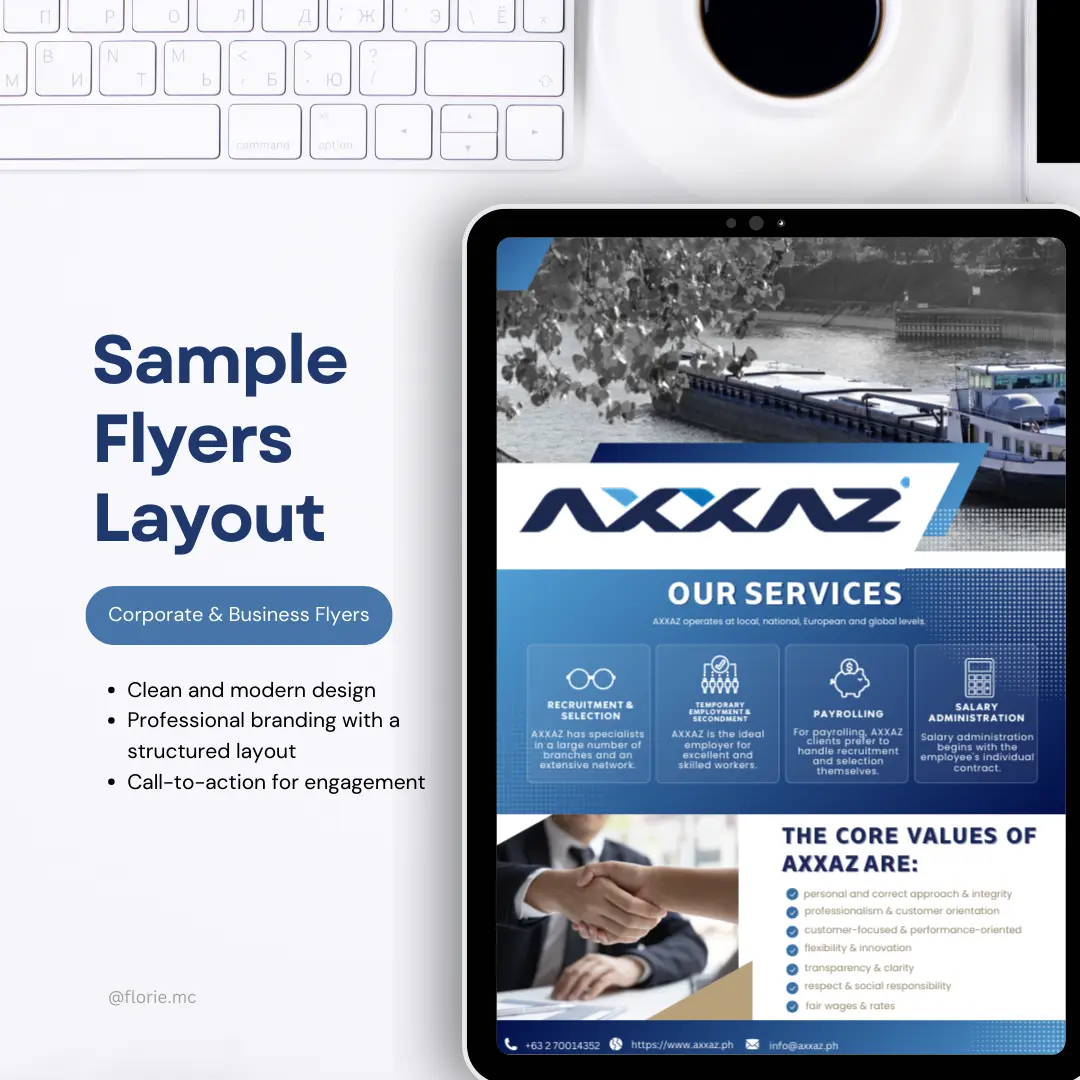 П Р О Л Д ; Ж ' Э \ Ё
M B И N Т M Ь < , Б > . Ю ? /
command
alt
option
Sample
Flyers
Layout
Corporate & Business Flyers
Clean and modern design
Professional branding with a
structured layout
Call-to-action for engagement
@florie.mc
AXXAZ
OUR SERVICES
AXXAZ operates at local, national, European and global levels.
RECRUITMENT &
SELECTION
AXXAZ has specialists
in a large number of
branches and an
extensive network.
TEMPORARY
EMPLOYMENT &
SECONDMENT
AXXAZ is the ideal
employer for
excellent and
skilled workers.
PAYROLLING
For payrolling, AXXAZ
clients prefer to
handle recruitment
and selection
themselves.
SALARY
ADMINISTRATION
Salary administration
begins with the
employee's individual
contract.
THE CORE VALUES OF
AXXAZ ARE:
personal and correct approach & integrity
professionalism & customer orientation
customer-focused & performance-oriented
flexibility & innovation
transparency & clarity
respect & social responsibility
fair wages & rates
+63 2 70014352 https://www.axxaz.ph info@axxaz.ph